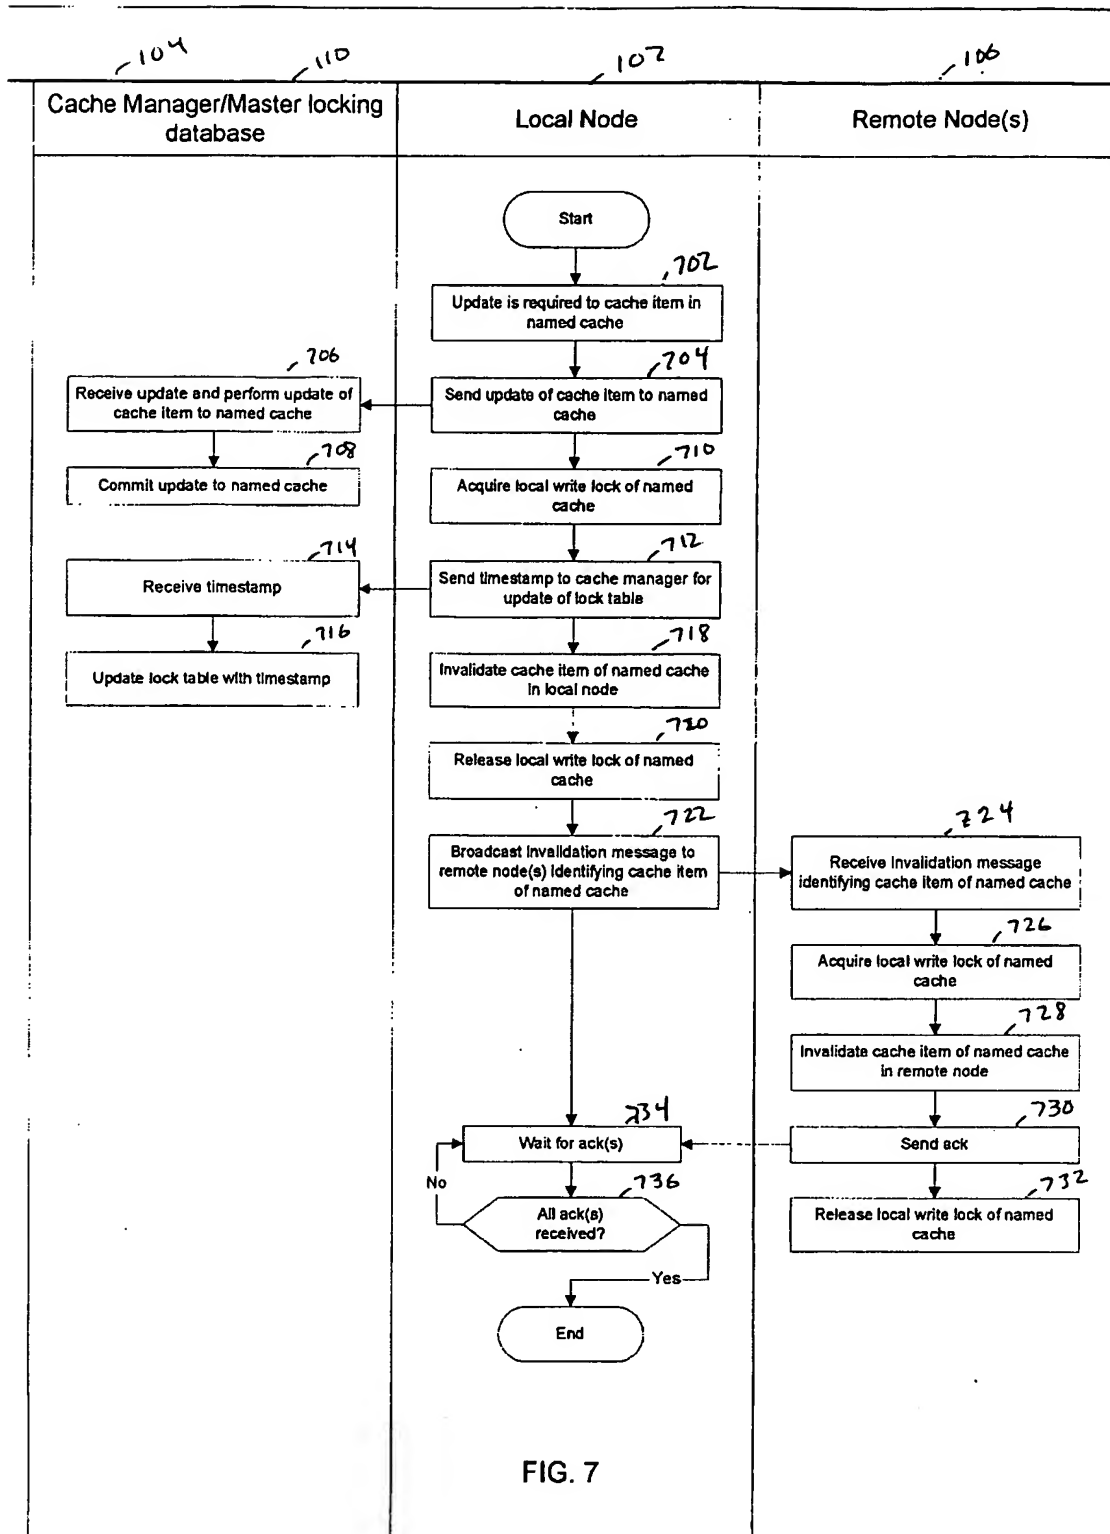 104
110
102
106
Cache Manager/Master locking
database
Local Node
Remote Node(s)
Start
702
Update is required to cache item in
named cache
704
Send update of cache item to named
cache
706
Receive update and perform update of
cache item to named cache
708
Commit update to named cache
710
Acquire local write lock of named
cache
712
Send timestamp to cache manager for
update of lock table
714
Receive timestamp
716
Update lock table with timestamp
718
Invalidate cache item of named cache
in local node
720
Release local write lock of named
cache
722
Broadcast invalidation message to
remote node(s) identifying cache item
of named cache
724
Receive invalidation message
identifying cache item of named cache
726
Acquire local write lock of named
cache
728
Invalidate cache item of named cache
in remote node
730
Send ack
732
Release local write lock of named
cache
734
Wait for ack(s)
No
736
All ack(s)
received?
Yes
End
FIG. 7